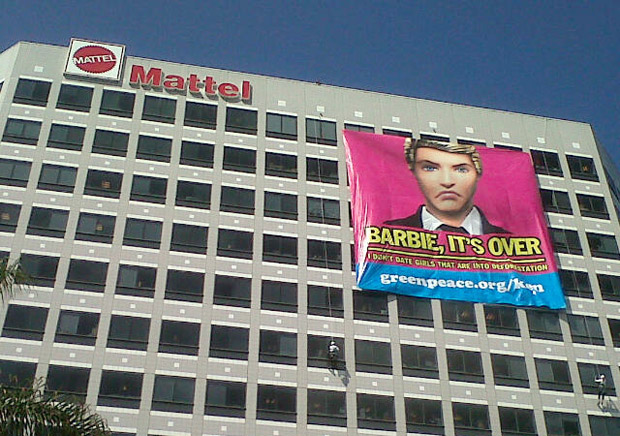 MATTEL
Mattel
BARBIE, IT'S OVER
I DON'T DATE GIRLS THAT ARE INTO DEFORESTATION
greenpeace.org/ken